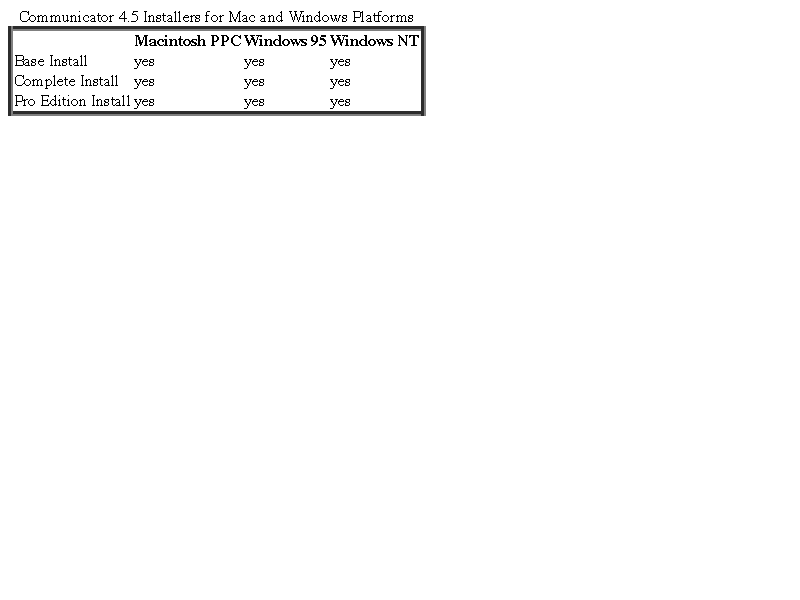 Communicator 4.5 Installers for Mac and Windows Platforms
Macintosh PPC Windows 95 Windows NT
Base Install yes yes yes
Complete Install yes yes yes
Pro Edition Install yes yes yes